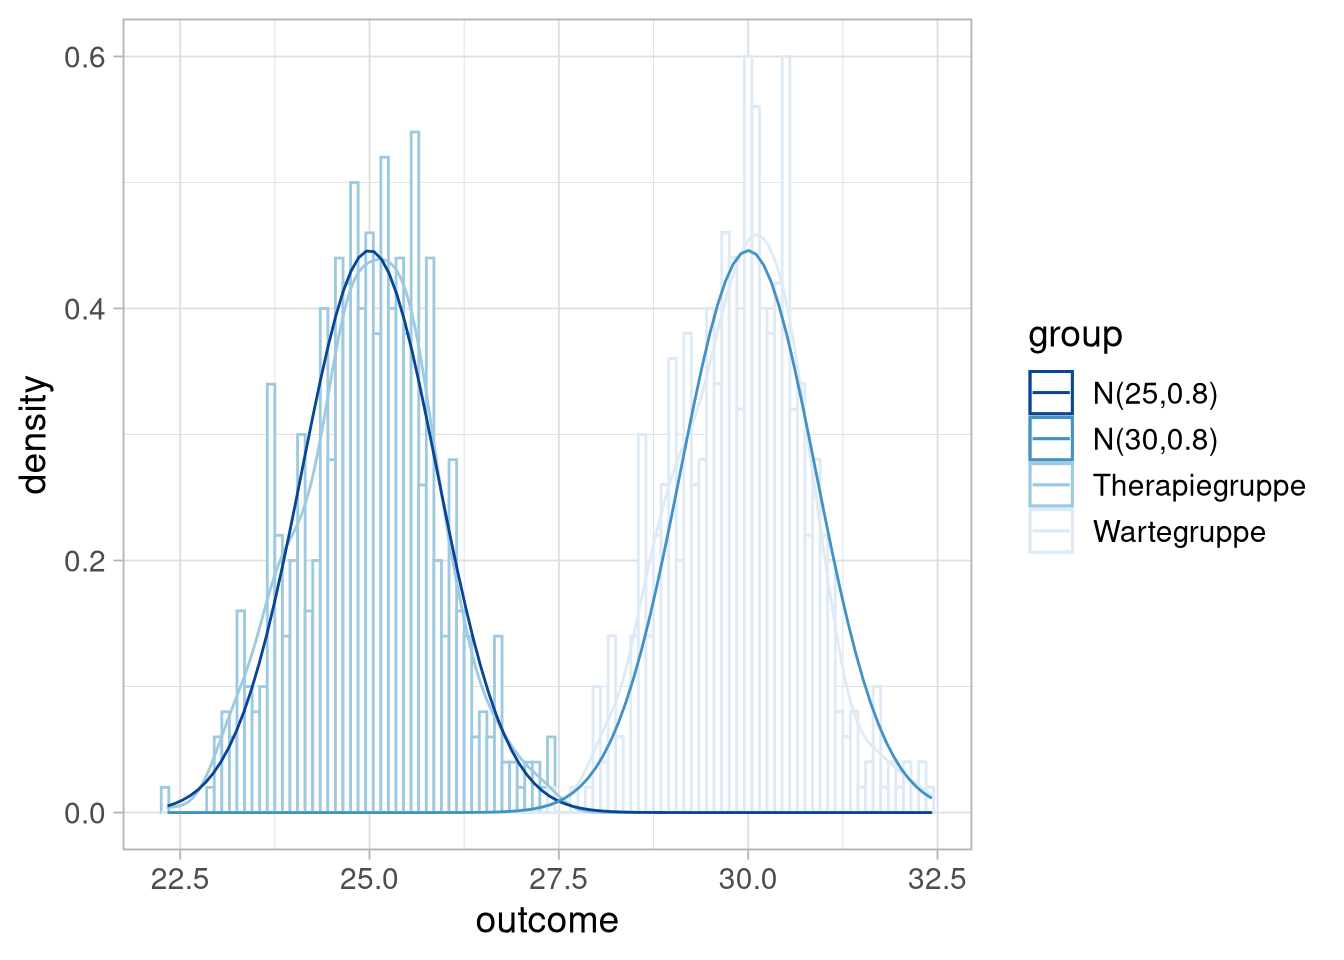 density
0.6
0.4
0.2
0.0
22.5 25.0 27.5 30.0 32.5
outcome
group
N(25,0.8)
N(30,0.8)
Therapiegruppe
Wartegruppe